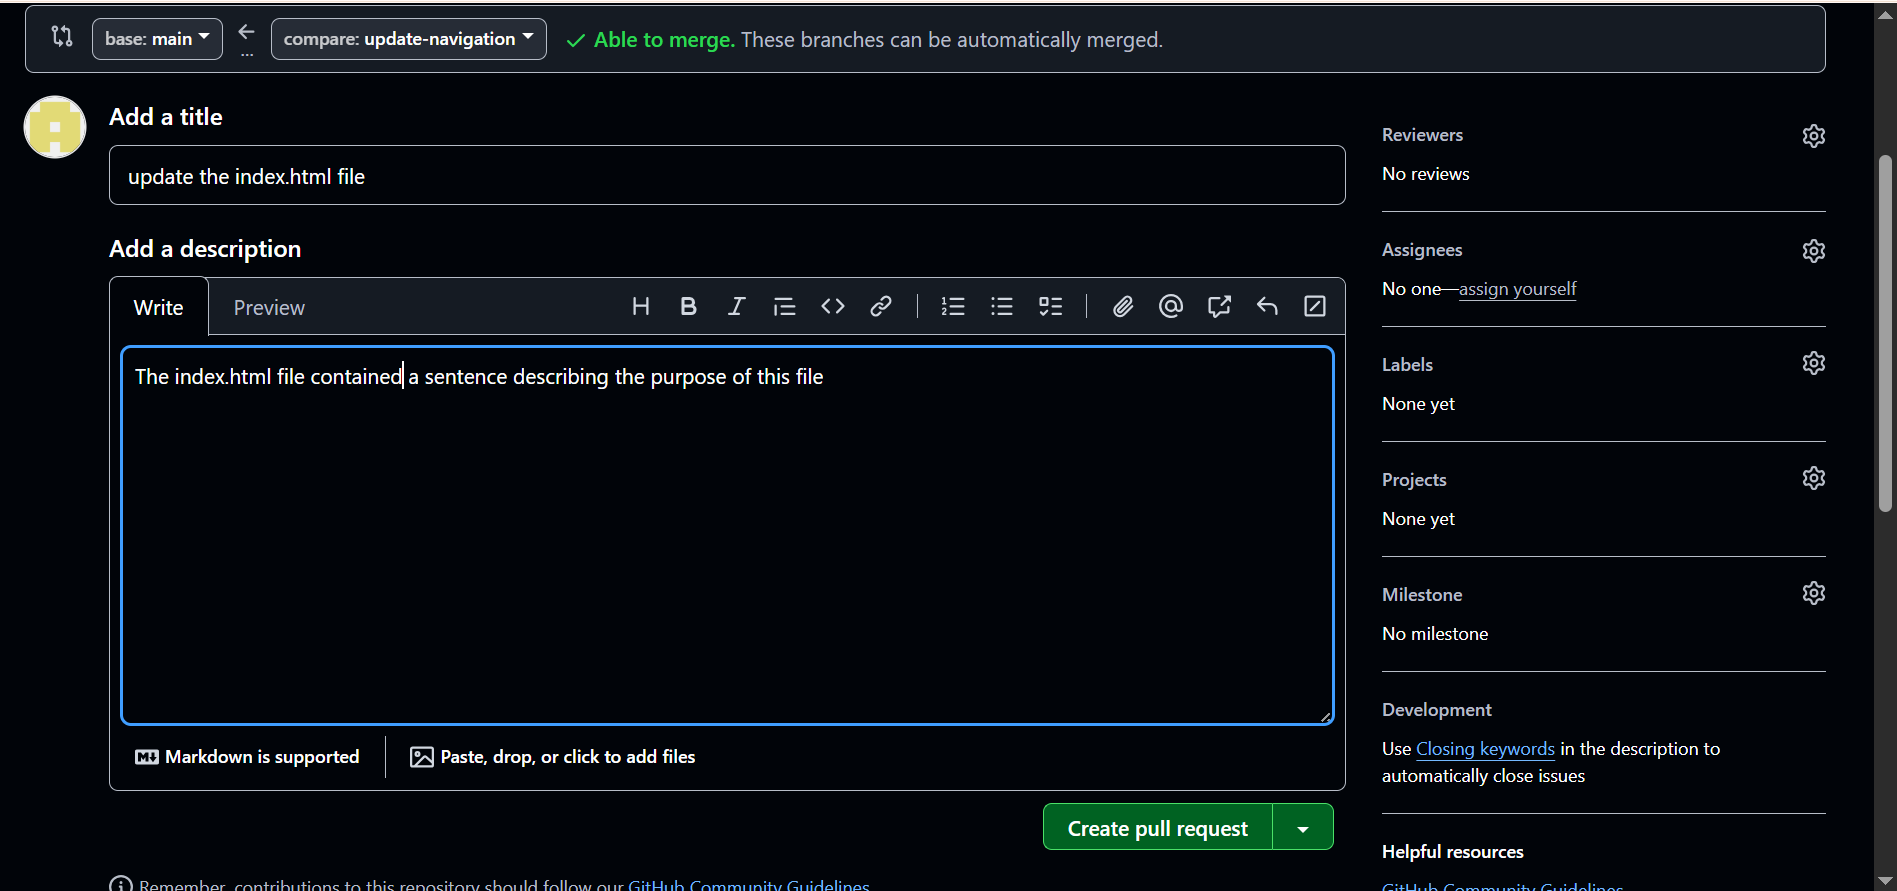 base: main ... compare: update-navigation Able to merge. These branches can be automatically merged.
Add a title
update the index.html file
Add a description
Write Preview
The index.html file contained a sentence describing the purpose of this file
Markdown is supported Paste, drop, or click to add files
Create pull request
Remember, contributions to this repository should follow our GitHub Community Guidelines.
Reviewers
No reviews
Assignees
No one—assign yourself
Labels
None yet
Projects
None yet
Milestone
No milestone
Development
Use Closing keywords in the description to
automatically close issues
Helpful resources
GitHub Community Guidelines